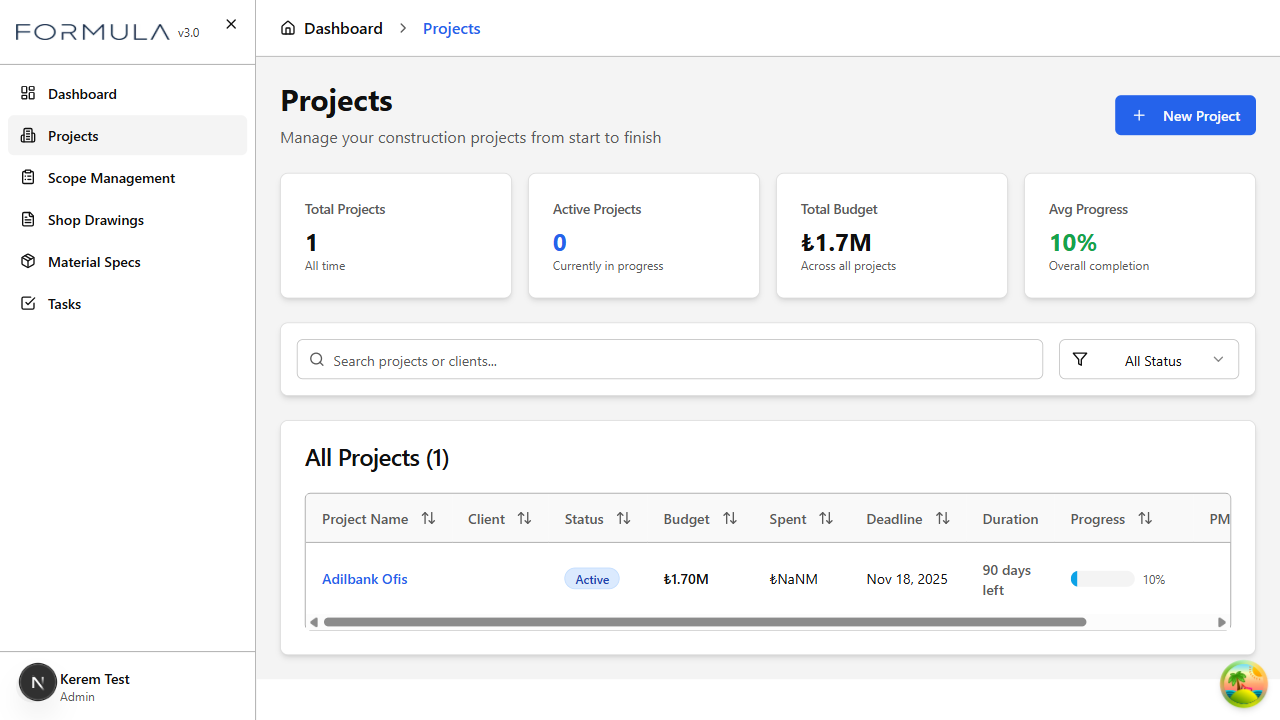 FORMULA v3.0
Dashboard
Projects
Scope Management
Shop Drawings
Material Specs
Tasks
N
Kerem Test
Admin
Dashboard > Projects
Projects
Manage your construction projects from start to finish
+ New Project
Total Projects
1
All time
Active Projects
0
Currently in progress
Total Budget
₺1.7M
Across all projects
Avg Progress
10%
Overall completion
Search projects or clients...
All Status
All Projects (1)
Project Name Client Status Budget Spent Deadline Duration Progress PM
Adilbank Ofis Active ₺1.70M ₺NaNM Nov 18, 2025 90 days left 10%